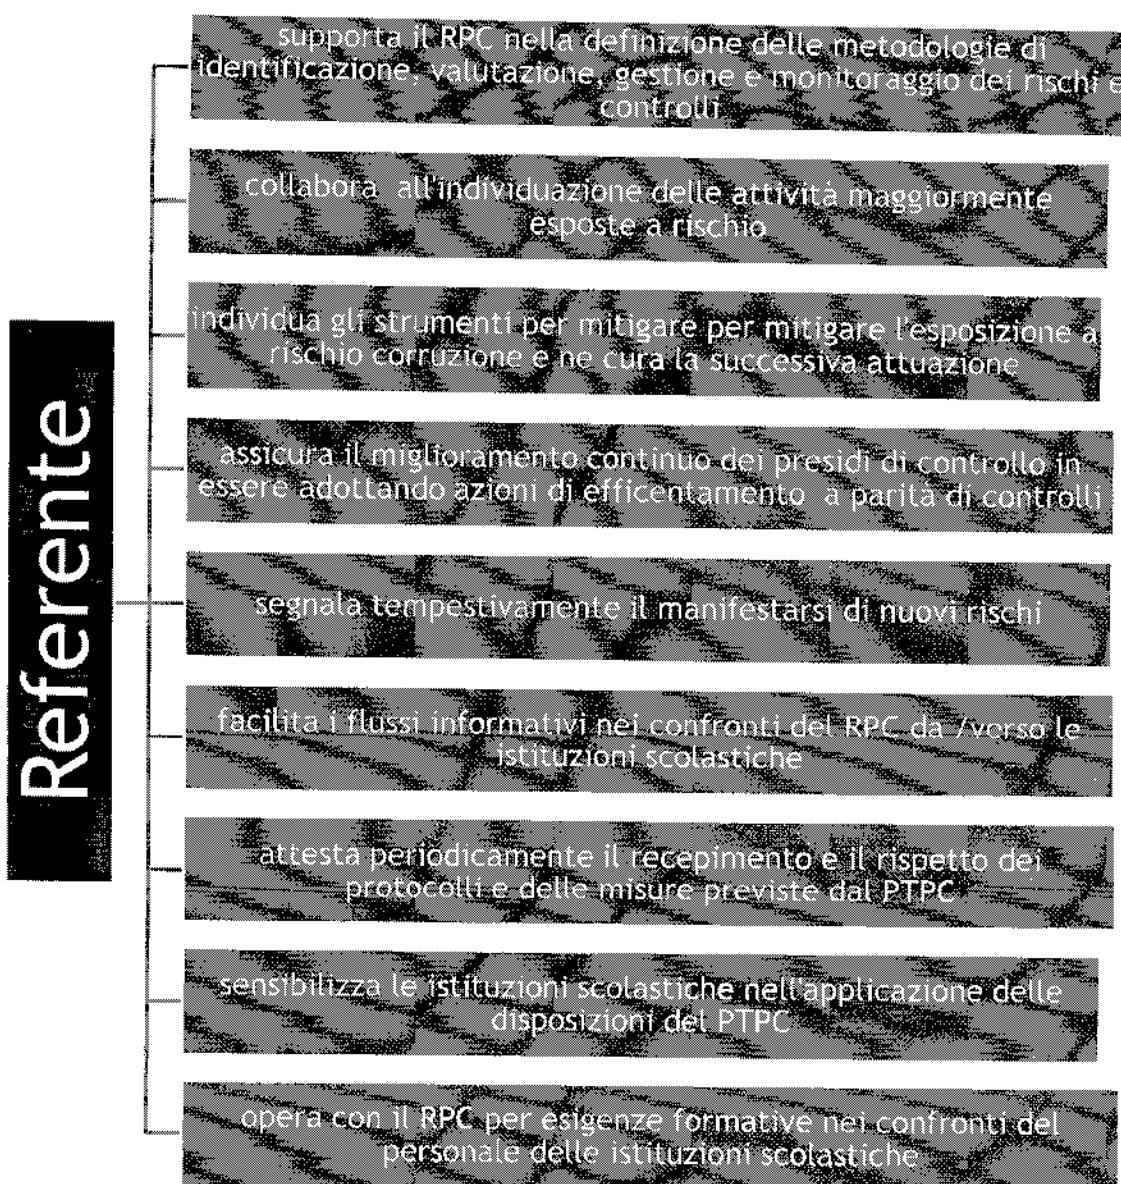 Referente
supporta il RPC nella definizione delle metodologie di
identificazione, valutazione, gestione e monitoraggio dei rischi e
controlli
collabora all'individuazione delle attività maggiormente
esposte a rischio
individua gli strumenti per mitigare per mitigare l'esposizione a
rischio corruzione e ne cura la successiva attuazione
assicura il miglioramento continuo dei presidi di controllo in
essere adottando azioni di efficentamento a parità di controlli
segnala tempestivamente il manifestarsi di nuovi rischi
facilita i flussi informativi nei confronti del RPC da /verso le
istituzioni scolastiche
attesta periodicamente il recepimento e il rispetto dei
protocolli e delle misure previste dal PTPC
sensibilizza le istituzioni scolastiche nell'applicazione delle
disposizioni del PTPC
opera con il RPC per esigenze formative nei confronti del
personale delle istituzioni scolastiche